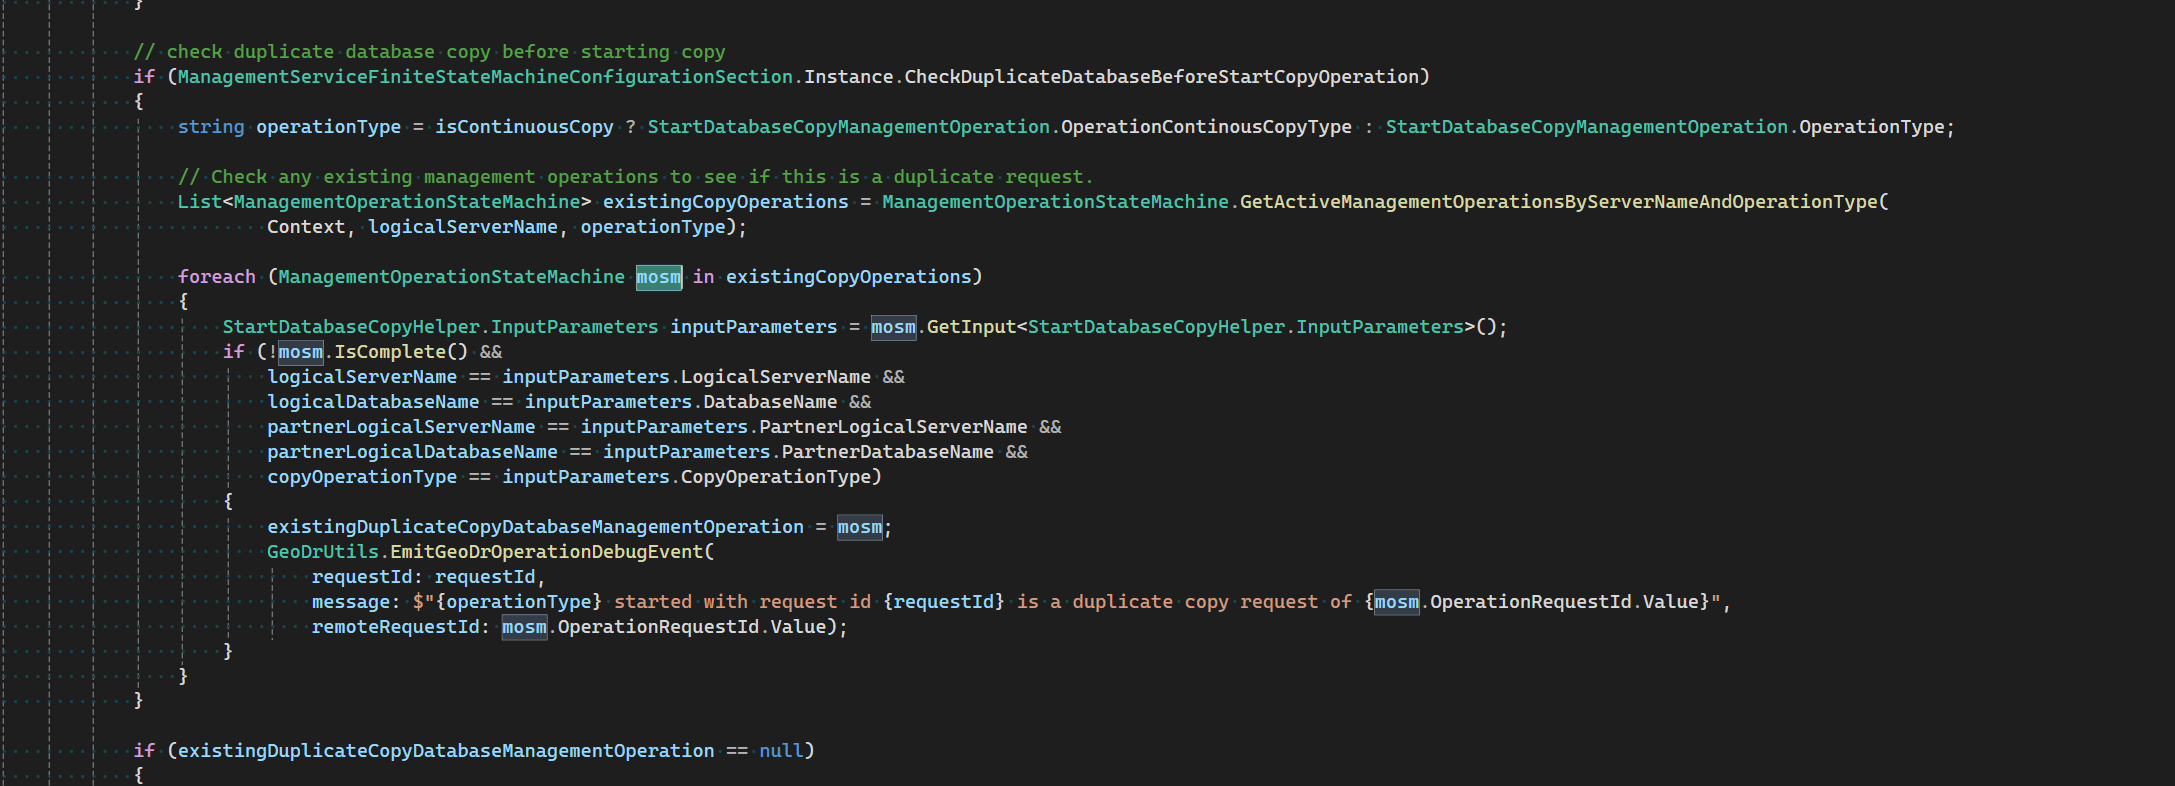 }
// check duplicate database copy before starting copy
if (ManagementServiceFiniteStateMachineConfigurationSection.Instance.CheckDuplicateDatabaseBeforeStartCopyOperation)
{
string operationType = isContinuousCopy ? StartDatabaseCopyManagementOperation.OperationContinousCopyType : StartDatabaseCopyManagementOperation.OperationType;
// Check any existing management operations to see if this is a duplicate request.
List<ManagementOperationStateMachine> existingCopyOperations = ManagementOperationStateMachine.GetActiveManagementOperationsByServerNameAndOperationType(
Context, logicalServerName, operationType);
foreach (ManagementOperationStateMachine mosm in existingCopyOperations)
{
StartDatabaseCopyHelper.InputParameters inputParameters = mosm.GetInput<StartDatabaseCopyHelper.InputParameters>();
if (!mosm.IsComplete() &&
logicalServerName == inputParameters.LogicalServerName &&
logicalDatabaseName == inputParameters.DatabaseName &&
partnerLogicalServerName == inputParameters.PartnerLogicalServerName &&
partnerLogicalDatabaseName == inputParameters.PartnerDatabaseName &&
copyOperationType == inputParameters.CopyOperationType)
{
existingDuplicateCopyDatabaseManagementOperation = mosm;
GeoDrUtils.EmitGeoDrOperationDebugEvent(
requestId: requestId,
message: $"{operationType} started with request id {requestId} is a duplicate copy request of {mosm.OperationRequestId.Value}",
remoteRequestId: mosm.OperationRequestId.Value);
}
}
}
if (existingDuplicateCopyDatabaseManagementOperation == null)
{